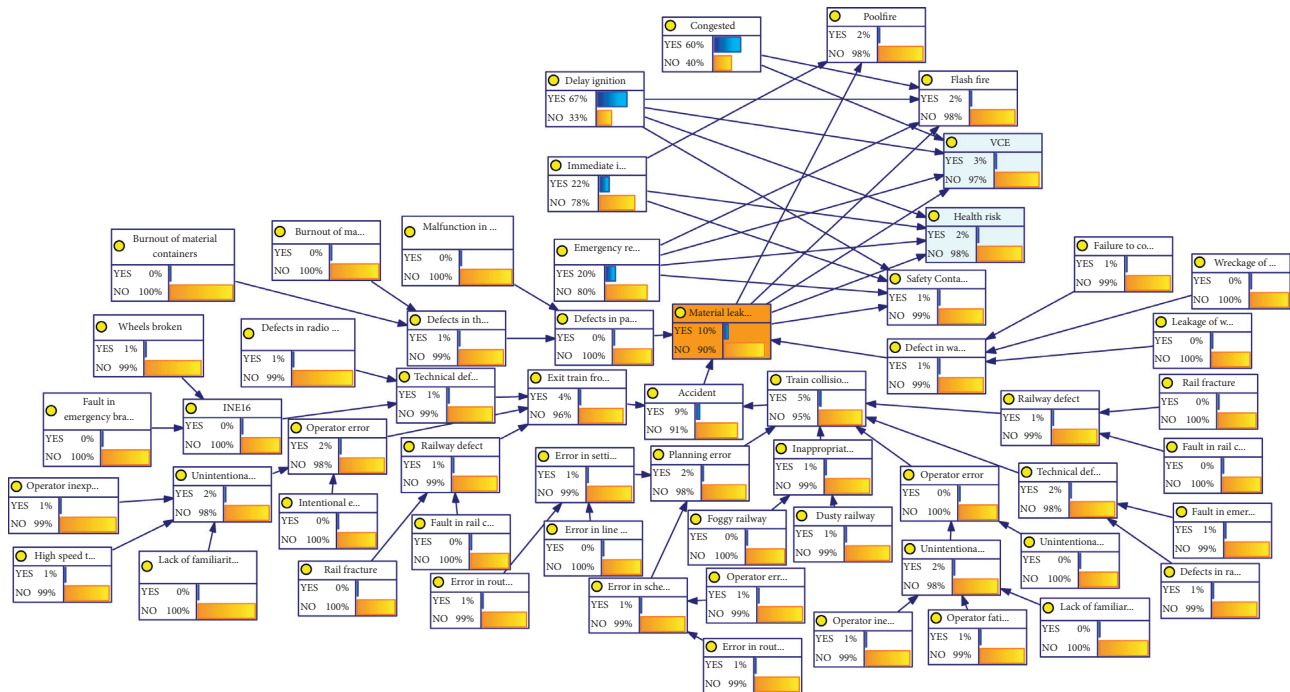 Poolfire
YES 2%
NO 98%
Congested
YES 60%
NO 40%
Delay ignition
YES 67%
NO 33%
Flash fire
YES 2%
NO 98%
VCE
YES 3%
NO 97%
Immediate i...
YES 22%
NO 78%
Health risk
YES 2%
NO 98%
Burnout of material
containers
YES 0%
NO 100%
Burnout of ma...
YES 0%
NO 100%
Malfunction in ...
YES 0%
NO 100%
Emergency re...
YES 20%
NO 80%
Safety Conta...
YES 1%
NO 99%
Failure to co...
YES 1%
NO 99%
Wreckage of ...
YES 0%
NO 100%
Wheels broken
YES 1%
NO 99%
Defects in radio ...
YES 1%
NO 99%
Defects in th...
YES 1%
NO 99%
Defects in pa...
YES 0%
NO 100%
Material leak...
YES 10%
NO 90%
Defect in wa...
YES 1%
NO 99%
Leakage of w...
YES 0%
NO 100%
Fault in
emergency bra...
YES 0%
NO 100%
INE16
YES 0%
NO 100%
Technical def...
YES 1%
NO 99%
Exit train fro...
YES 4%
NO 96%
Accident
YES 9%
NO 91%
Train collisio...
YES 5%
NO 95%
Railway defect
YES 1%
NO 99%
Rail fracture
YES 0%
NO 100%
Operator error
YES 2%
NO 98%
Railway defect
YES 1%
NO 99%
Error in setti...
YES 1%
NO 99%
Planning error
YES 2%
NO 98%
Inappropriat...
YES 1%
NO 99%
Operator error
YES 0%
NO 100%
Technical def...
YES 2%
NO 98%
Fault in rail c...
YES 0%
NO 100%
Operator inexp...
YES 1%
NO 99%
Unintentiona...
YES 2%
NO 98%
Intentional e...
YES 0%
NO 100%
Fault in rail c...
YES 0%
NO 100%
Error in line ...
YES 0%
NO 100%
Foggy railway
YES 0%
NO 100%
Dusty railway
YES 1%
NO 99%
Fault in emer...
YES 1%
NO 99%
High speed t...
YES 1%
NO 99%
Lack of familiarit...
YES 0%
NO 100%
Rail fracture
YES 0%
NO 100%
Error in rout...
YES 1%
NO 99%
Error in sche...
YES 1%
NO 99%
Operator err...
YES 1%
NO 99%
Unintentiona...
YES 2%
NO 98%
Unintentiona...
YES 0%
NO 100%
Defects in ra...
YES 1%
NO 99%
Error in rout...
YES 1%
NO 99%
Operator ine...
YES 1%
NO 99%
Operator fati...
YES 1%
NO 99%
Lack of familiar...
YES 0%
NO 100%